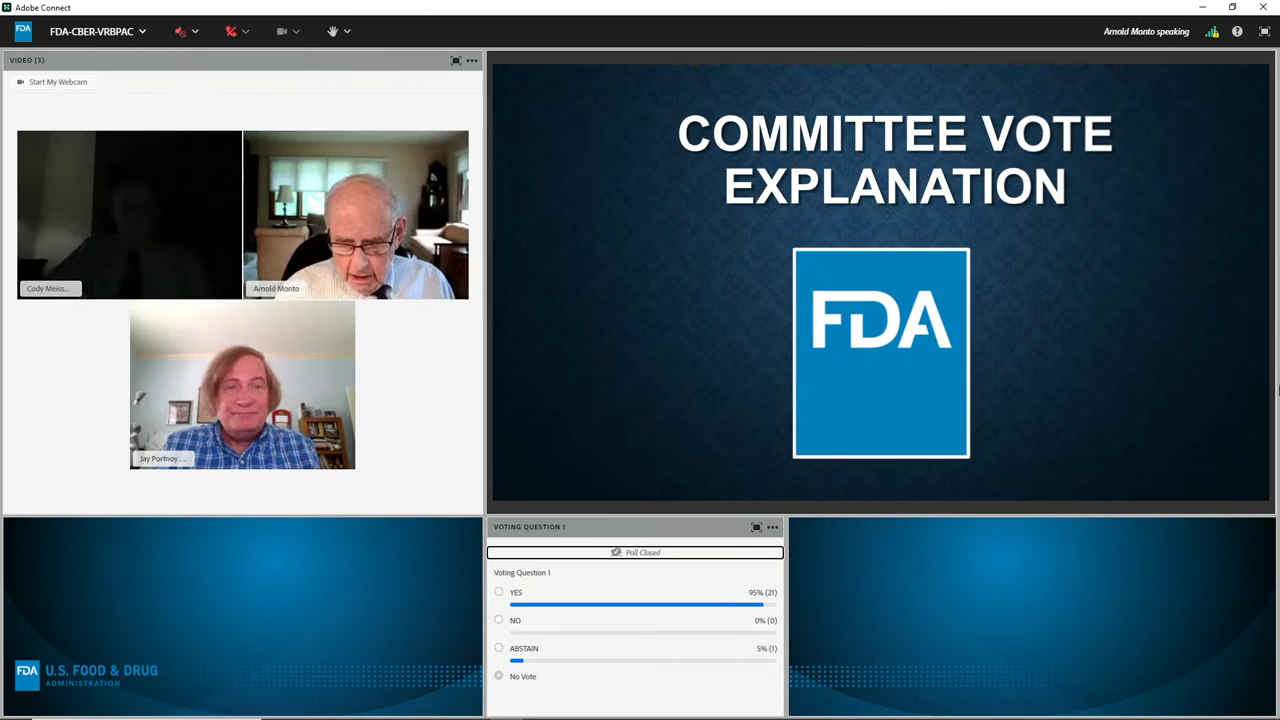 Adobe Connect
FDA
FDA-CBER-VRBPAC
Arnold Monto speaking
VIDEO (3)
Start My Webcam
Cody Meiss...
Arnold Monto
Jay Portnoy ...
COMMITTEE VOTE
EXPLANATION
FDA
VOTING QUESTION 1
Poll Closed
Voting Question 1
YES 95% (21)
NO 0% (0)
ABSTAIN 5% (1)
No Vote
FDA U.S. FOOD & DRUG
ADMINISTRATION